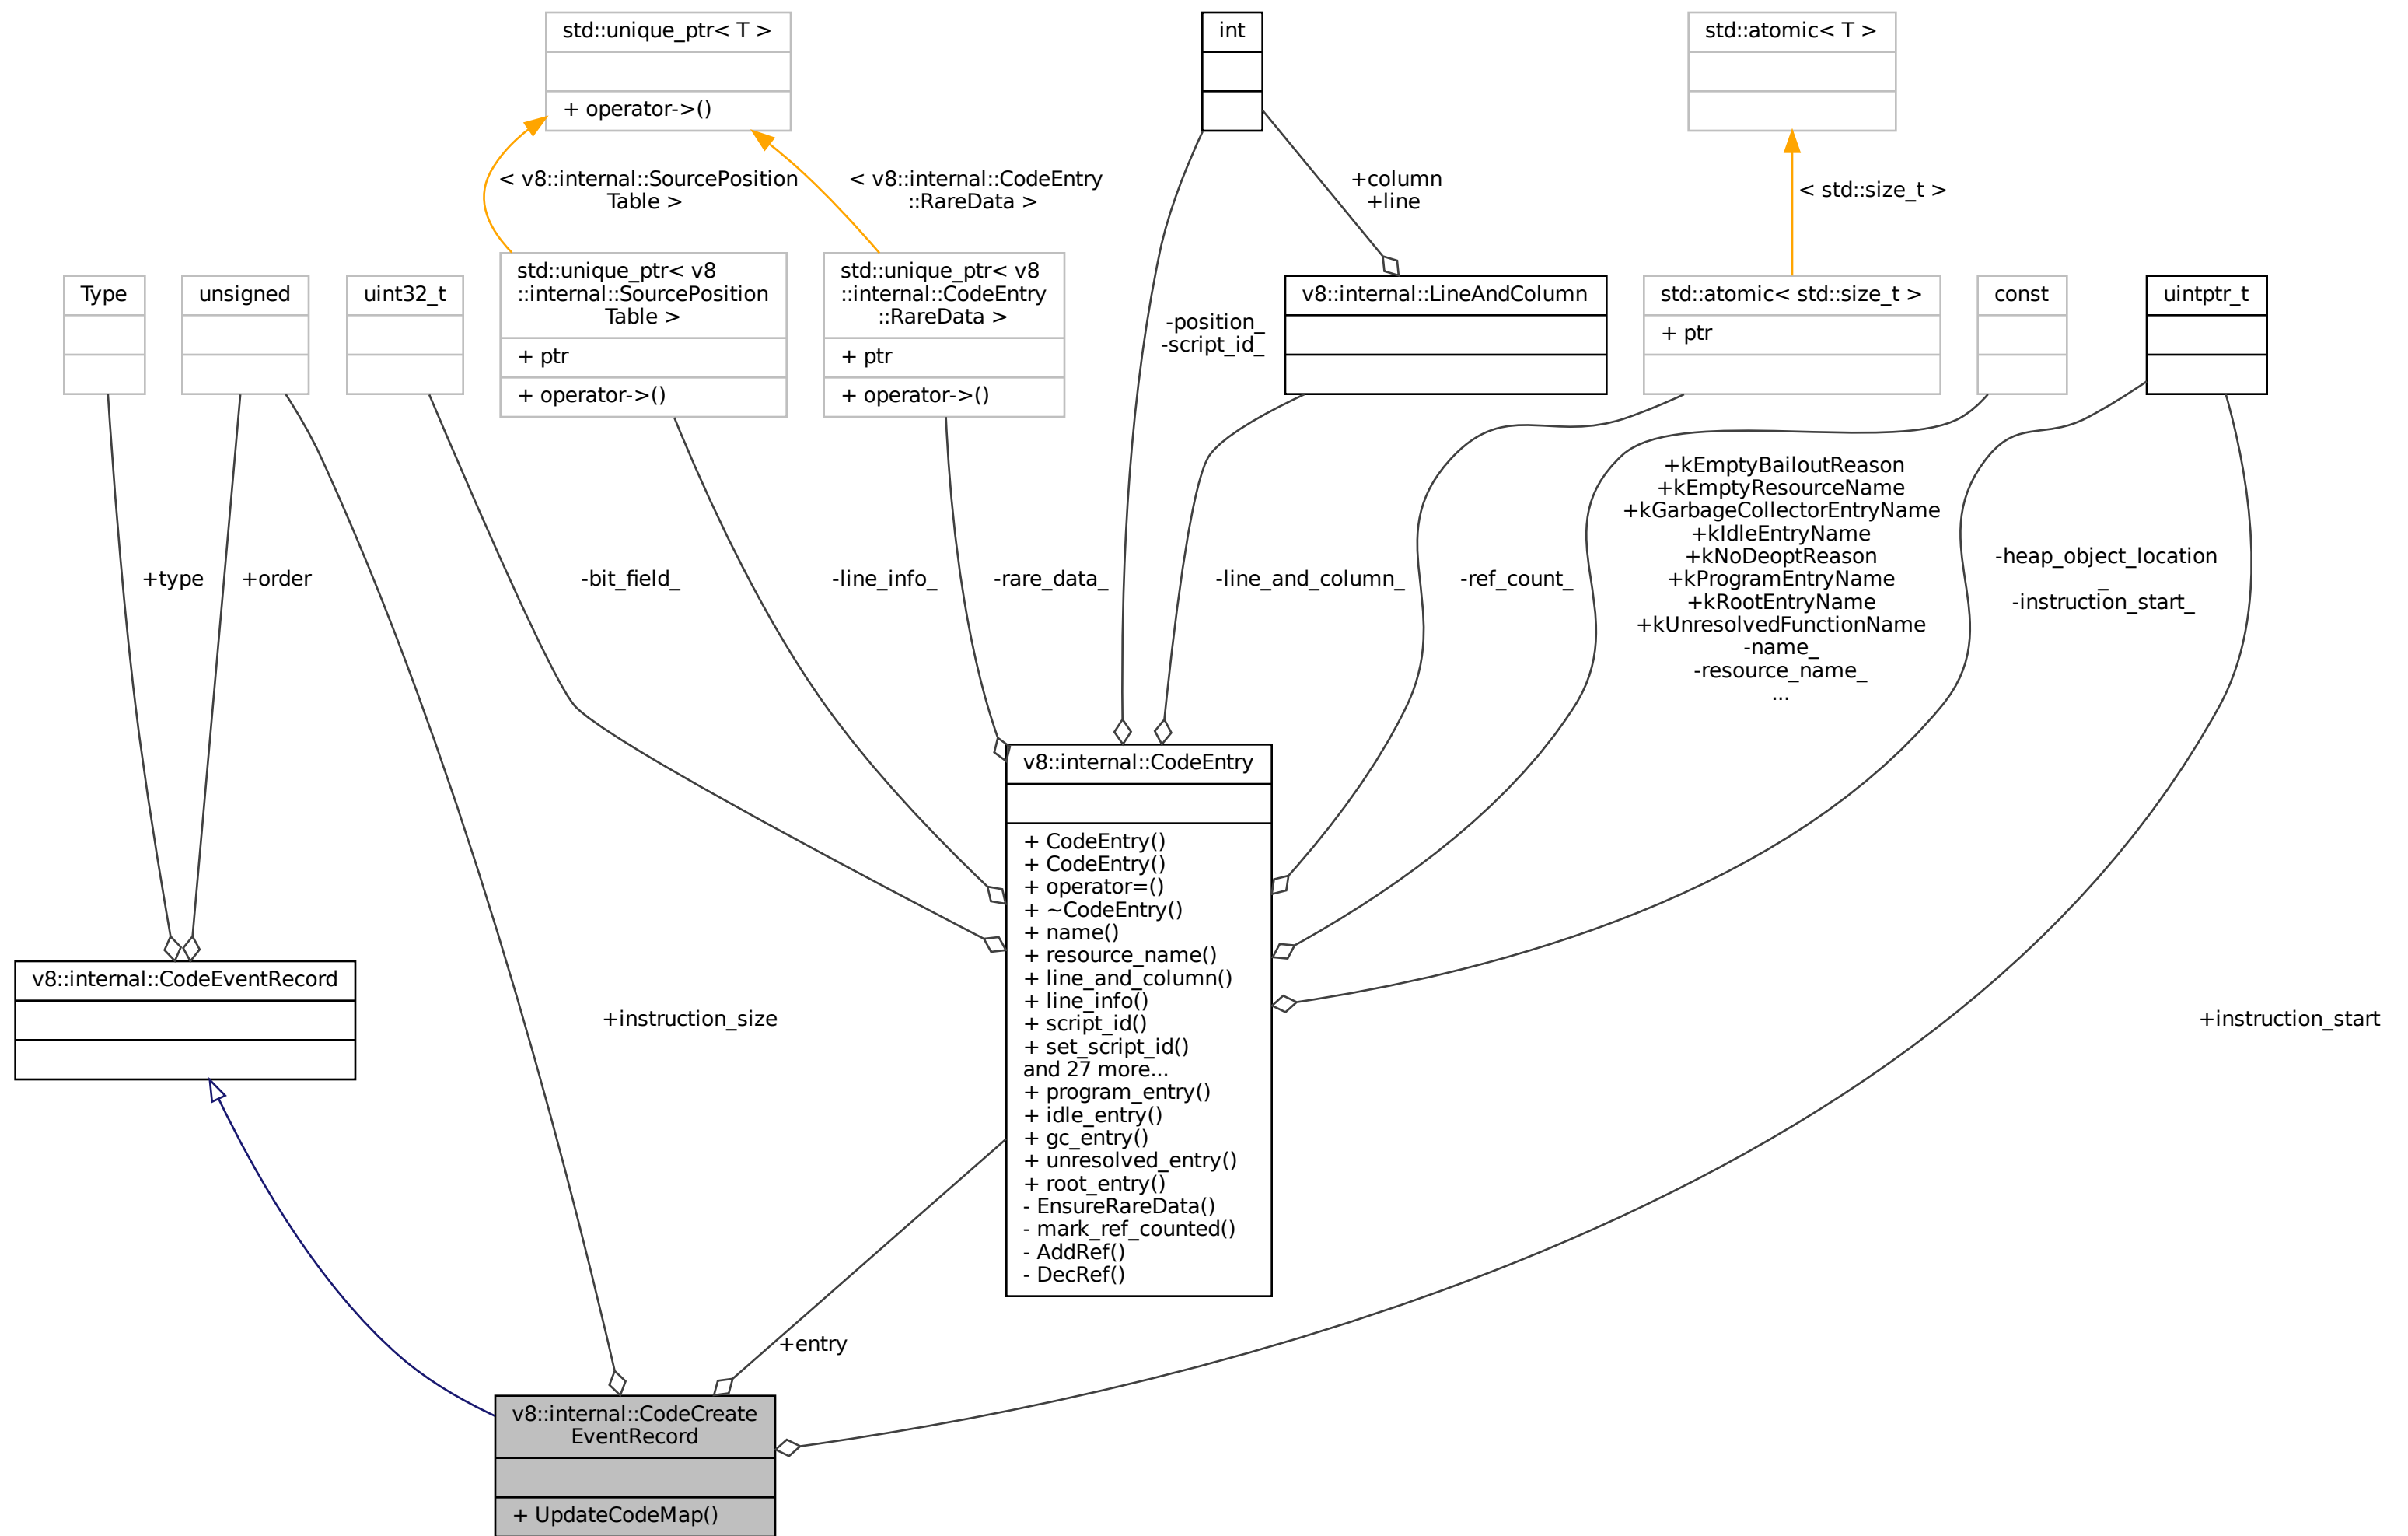 std::unique_ptr< T >
+ operator->()
int
std::atomic< T >
< v8::internal::SourcePosition
Table >
< v8::internal::CodeEntry
::RareData >
+column
+line
< std::size_t >
Type
unsigned
uint32_t
std::unique_ptr< v8
::internal::SourcePosition
Table >
+ ptr
+ operator->()
std::unique_ptr< v8
::internal::CodeEntry
::RareData >
+ ptr
+ operator->()
-position_
-script_id_
v8::internal::LineAndColumn
std::atomic< std::size_t >
+ ptr
const
uintptr_t
+type
+order
-bit_field_
-line_info_
-rare_data_
-line_and_column_
-ref_count_
+kEmptyBailoutReason
+kEmptyResourceName
+kGarbageCollectorEntryName
+kIdleEntryName
+kNoDeoptReason
+kProgramEntryName
+kRootEntryName
+kUnresolvedFunctionName
-name_
-resource_name_
...
-heap_object_location
_
-instruction_start_
v8::internal::CodeEntry
+ CodeEntry()
+ CodeEntry()
+ operator=()
+ ~CodeEntry()
+ name()
+ resource_name()
+ line_and_column()
+ line_info()
+ script_id()
+ set_script_id()
and 27 more...
+ program_entry()
+ idle_entry()
+ gc_entry()
+ unresolved_entry()
+ root_entry()
- EnsureRareData()
- mark_ref_counted()
- AddRef()
- DecRef()
v8::internal::CodeEventRecord
+instruction_size
+instruction_start
+entry
v8::internal::CodeCreate
EventRecord
+ UpdateCodeMap()